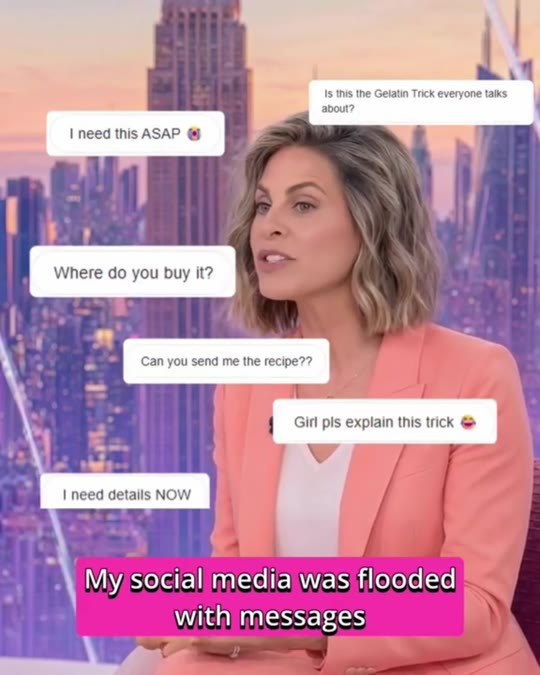 Is this the Gelatin Trick everyone talks
about?
I need this ASAP
Where do you buy it?
Can you send me the recipe??
Girl pls explain this trick 😂
I need details NOW
My social media was flooded
with messages